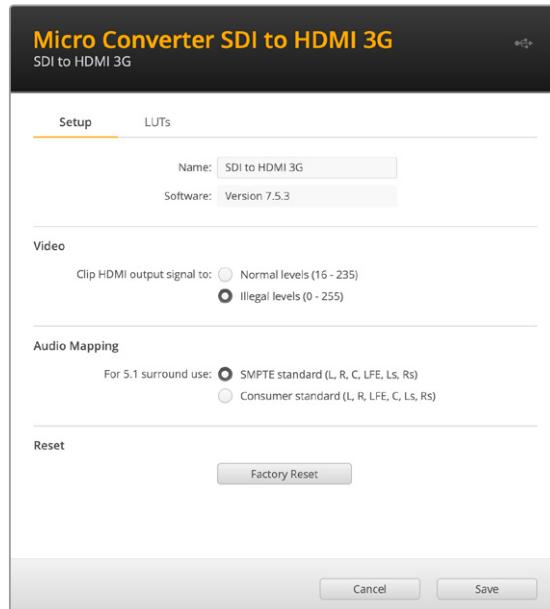 Micro Converter SDI to HDMI 3G
SDI to HDMI 3G
Setup LUTs
Name: SDI to HDMI 3G
Software: Version 7.5.3
Video
Clip HDMI output signal to: Normal levels (16 - 235)
Illegal levels (0 - 255)
Audio Mapping
For 5.1 surround use: SMPTE standard (L, R, C, LFE, Ls, Rs)
Consumer standard (L, R, LFE, C, Ls, Rs)
Reset
Factory Reset
Cancel Save